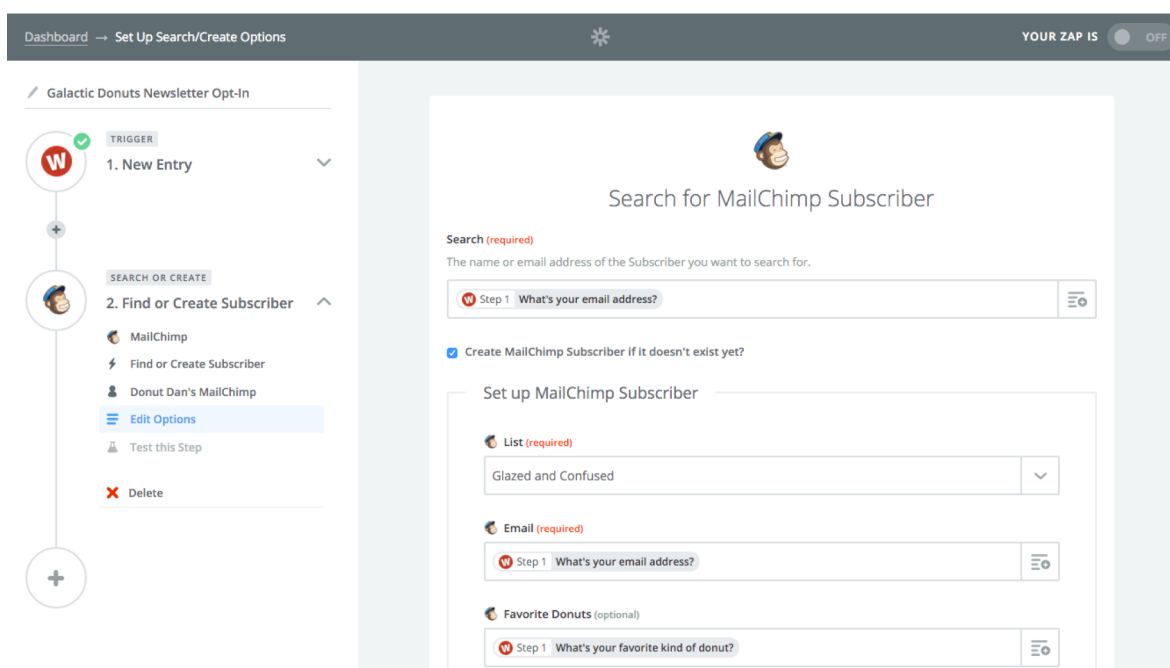 Dashboard → Set Up Search/Create Options
YOUR ZAP IS OFF
Galactic Donuts Newsletter Opt-In
TRIGGER
1. New Entry
SEARCH OR CREATE
2. Find or Create Subscriber
MailChimp
Find or Create Subscriber
Donut Dan's MailChimp
Edit Options
Test this Step
Delete
Search for MailChimp Subscriber
Search (required)
The name or email address of the Subscriber you want to search for.
W Step 1 What's your email address?
Create MailChimp Subscriber if it doesn't exist yet?
Set up MailChimp Subscriber
List (required)
Glazed and Confused
Email (required)
W Step 1 What's your email address?
Favorite Donuts (optional)
W Step 1 What's your favorite kind of donut?